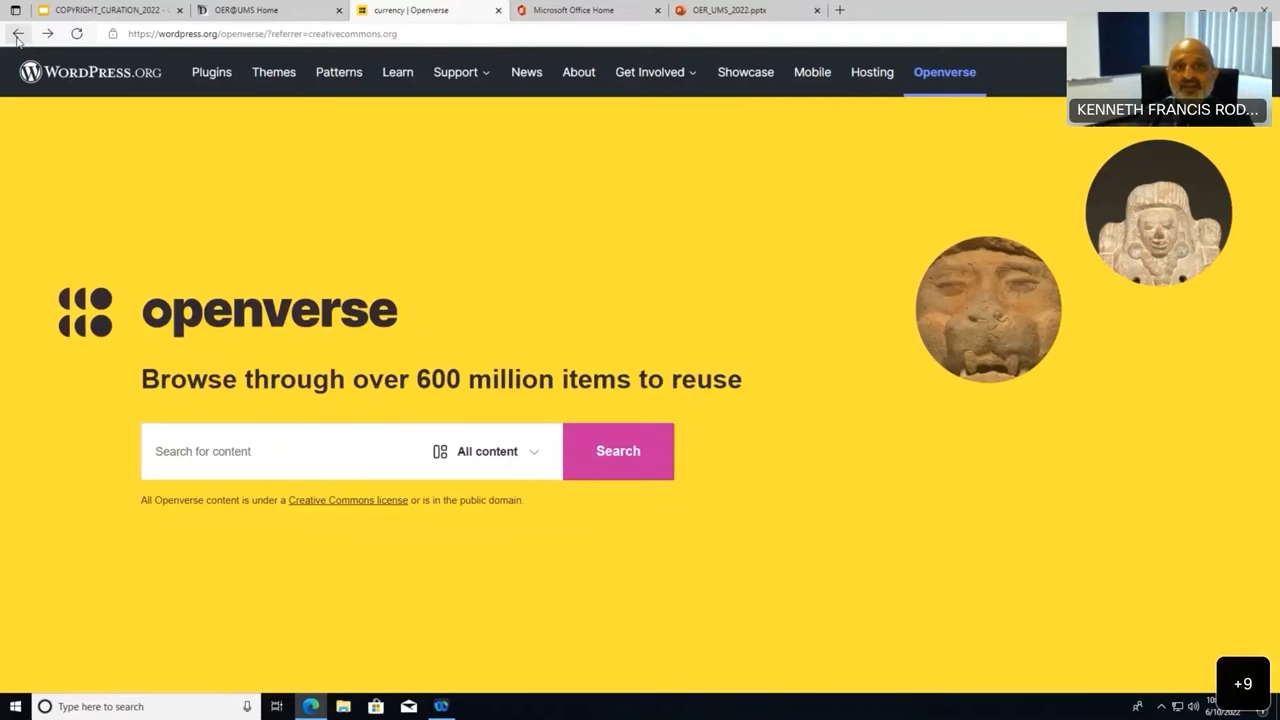 COPYRIGHT_CURATION_2022 -
OER@UMS Home
currency | Openverse
Microsoft Office Home
OER_UMS_2022.pptx
https://wordpress.org/openverse/?referrer=creativecommons.org
WORDPRESS.ORG
Plugins
Themes
Patterns
Learn
Support
News
About
Get Involved
Showcase
Mobile
Hosting
Openverse
KENNETH FRANCIS ROD...
openverse
Browse through over 600 million items to reuse
Search for content
All content
Search
All Openverse content is under a Creative Commons license or is in the public domain.
+9
Type here to search
6/10/2022